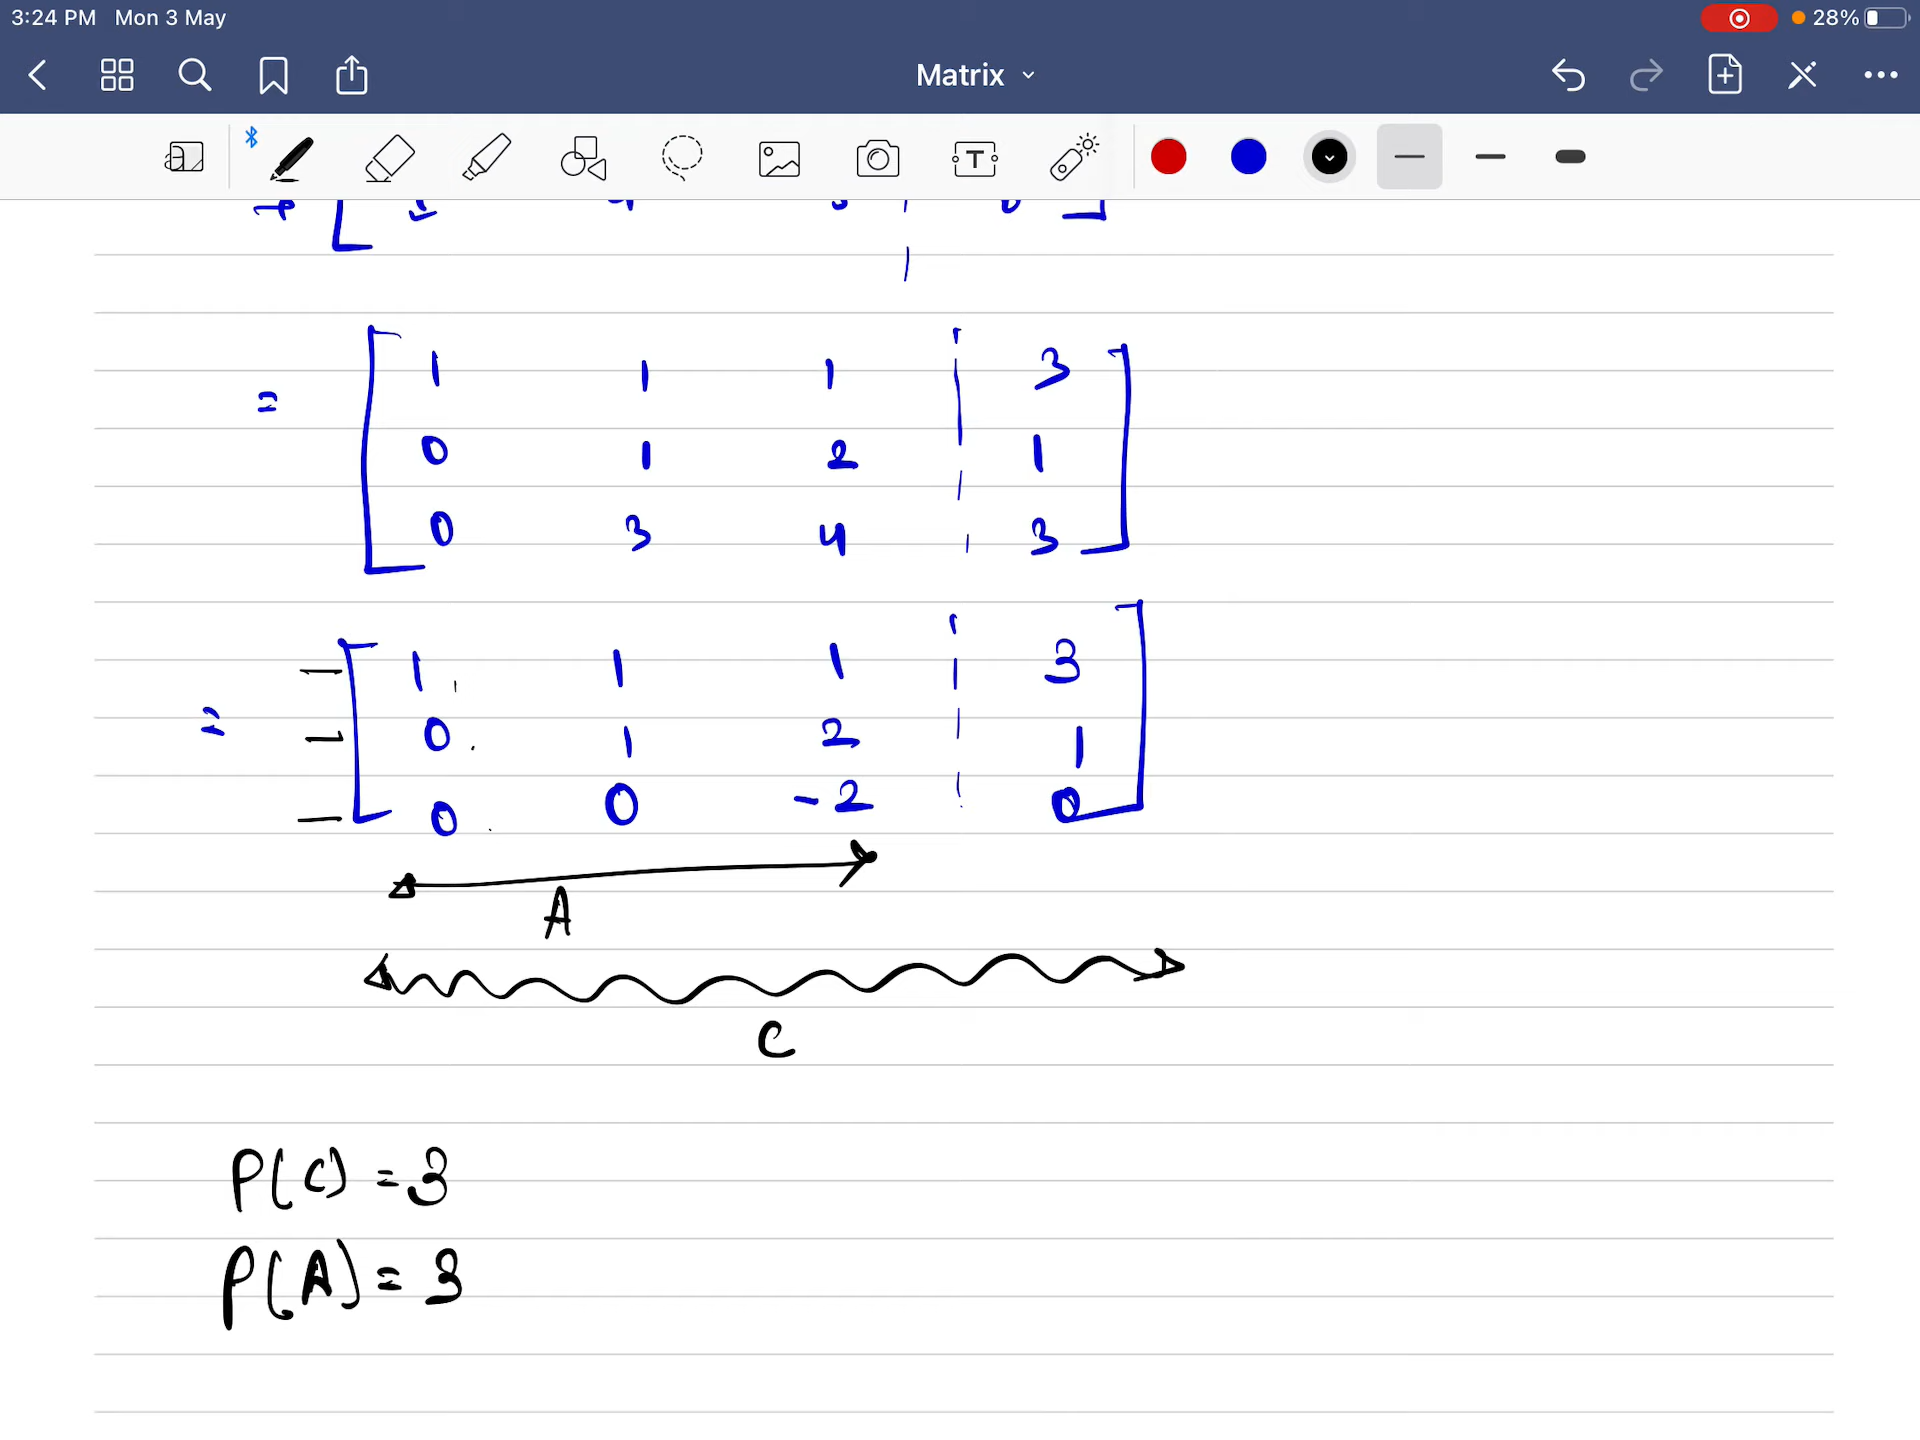 3:24 PM Mon 3 May 28%
Matrix
= [ 1 1 1 | 3 ]
0 1 2 | 1
0 3 4 | 3
= [ 1 1 1 | 3 ]
0 1 2 | 1
0 0 -2 | 0
A
C
P(C) = 3
P(A) = 3